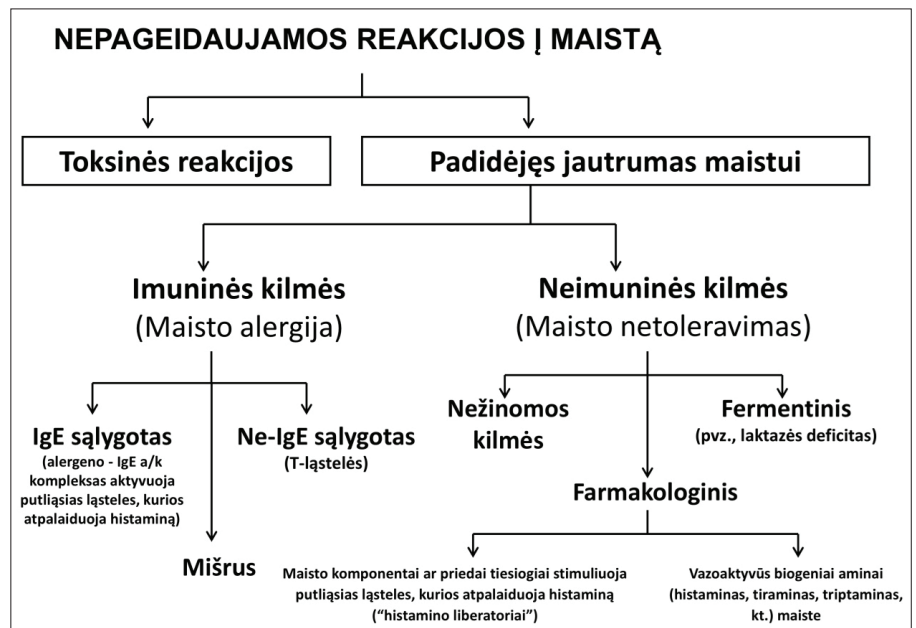 NEPAGEIDAUJAMOS REAKCIJOS Į MAISTĄ
Toksinės reakcijos
Padidėjęs jautrumas maistui
Imuninės kilmės
(Maisto alergija)
Neimuninės kilmės
(Maisto netoleravimas)
IgE sąlygotas
(alergeno - IgE a/k
kompleksas aktyvuoja
putliąsias ląsteles, kurios
atpalaiduoja histaminą)
Ne-IgE sąlygotas
(T-ląstelės)
Mišrus
Nežinomos
kilmės
Fermentinis
(pvz., laktazės deficitas)
Farmakologinis
Maisto komponentai ar priedai tiesiogiai stimuliuoja
putliąsias ląsteles, kurios atpalaiduoja histaminą
(“histamino liberatoriai”)
Vazoaktyvūs biogeniai aminai
(histaminas, tiraminas, triptaminas,
kt.) maiste